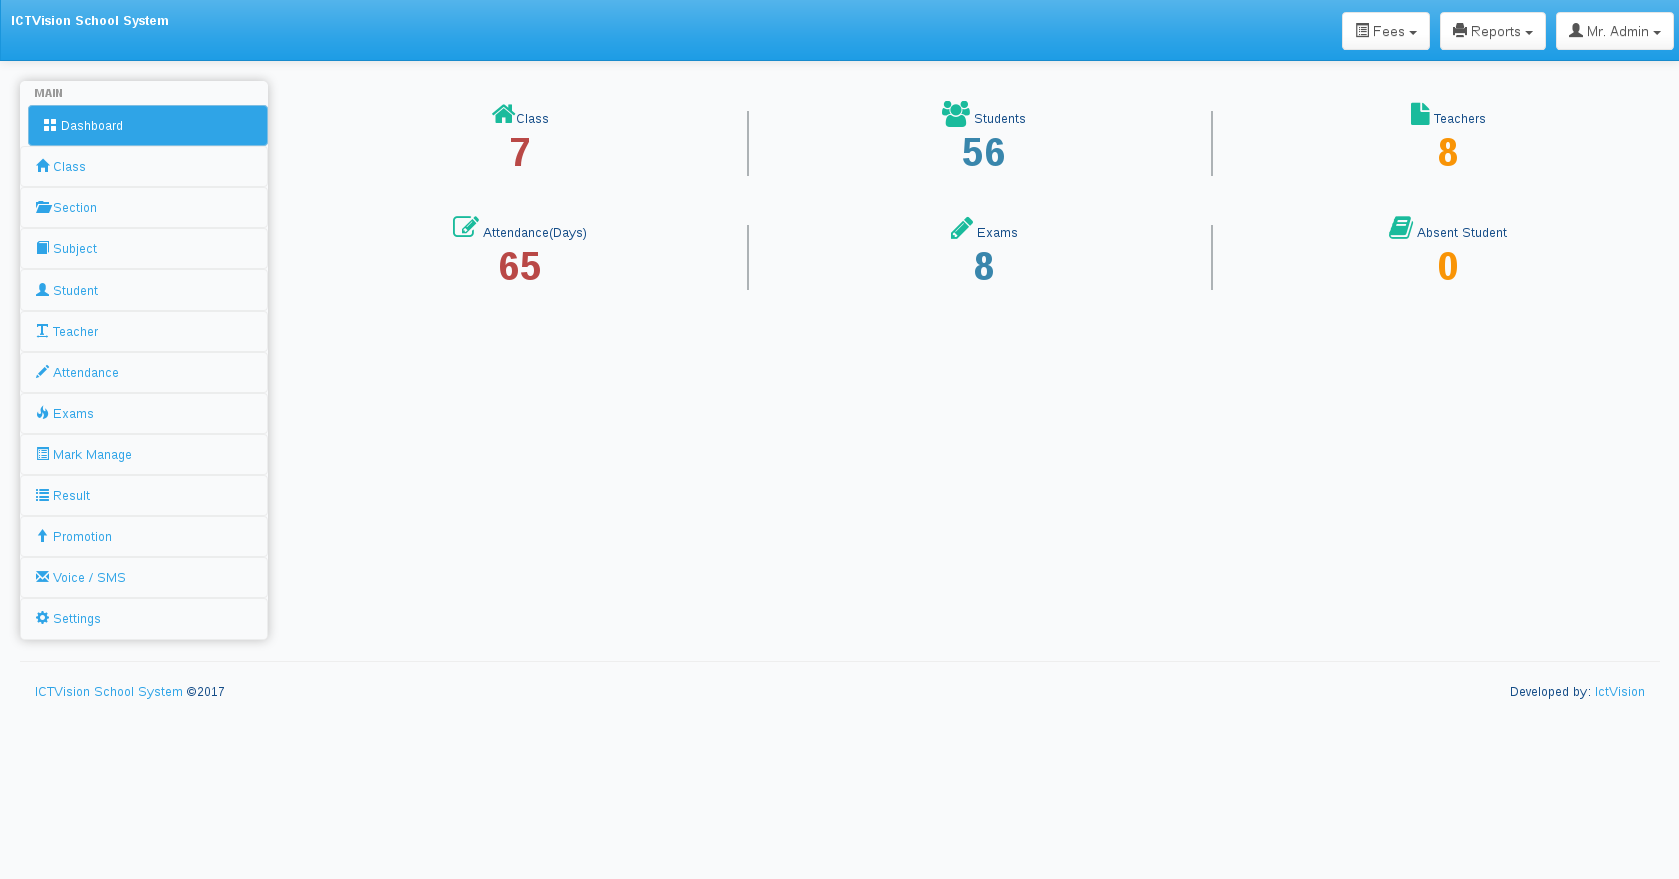 ICTVision School System
Fees
Reports
Mr. Admin
MAIN
Dashboard
Class
Section
Subject
Student
Teacher
Attendance
Exams
Mark Manage
Result
Promotion
Voice / SMS
Settings
Class
7
Students
56
Teachers
8
Attendance(Days)
65
Exams
8
Absent Student
0
ICTVision School System ©2017
Developed by: IctVision